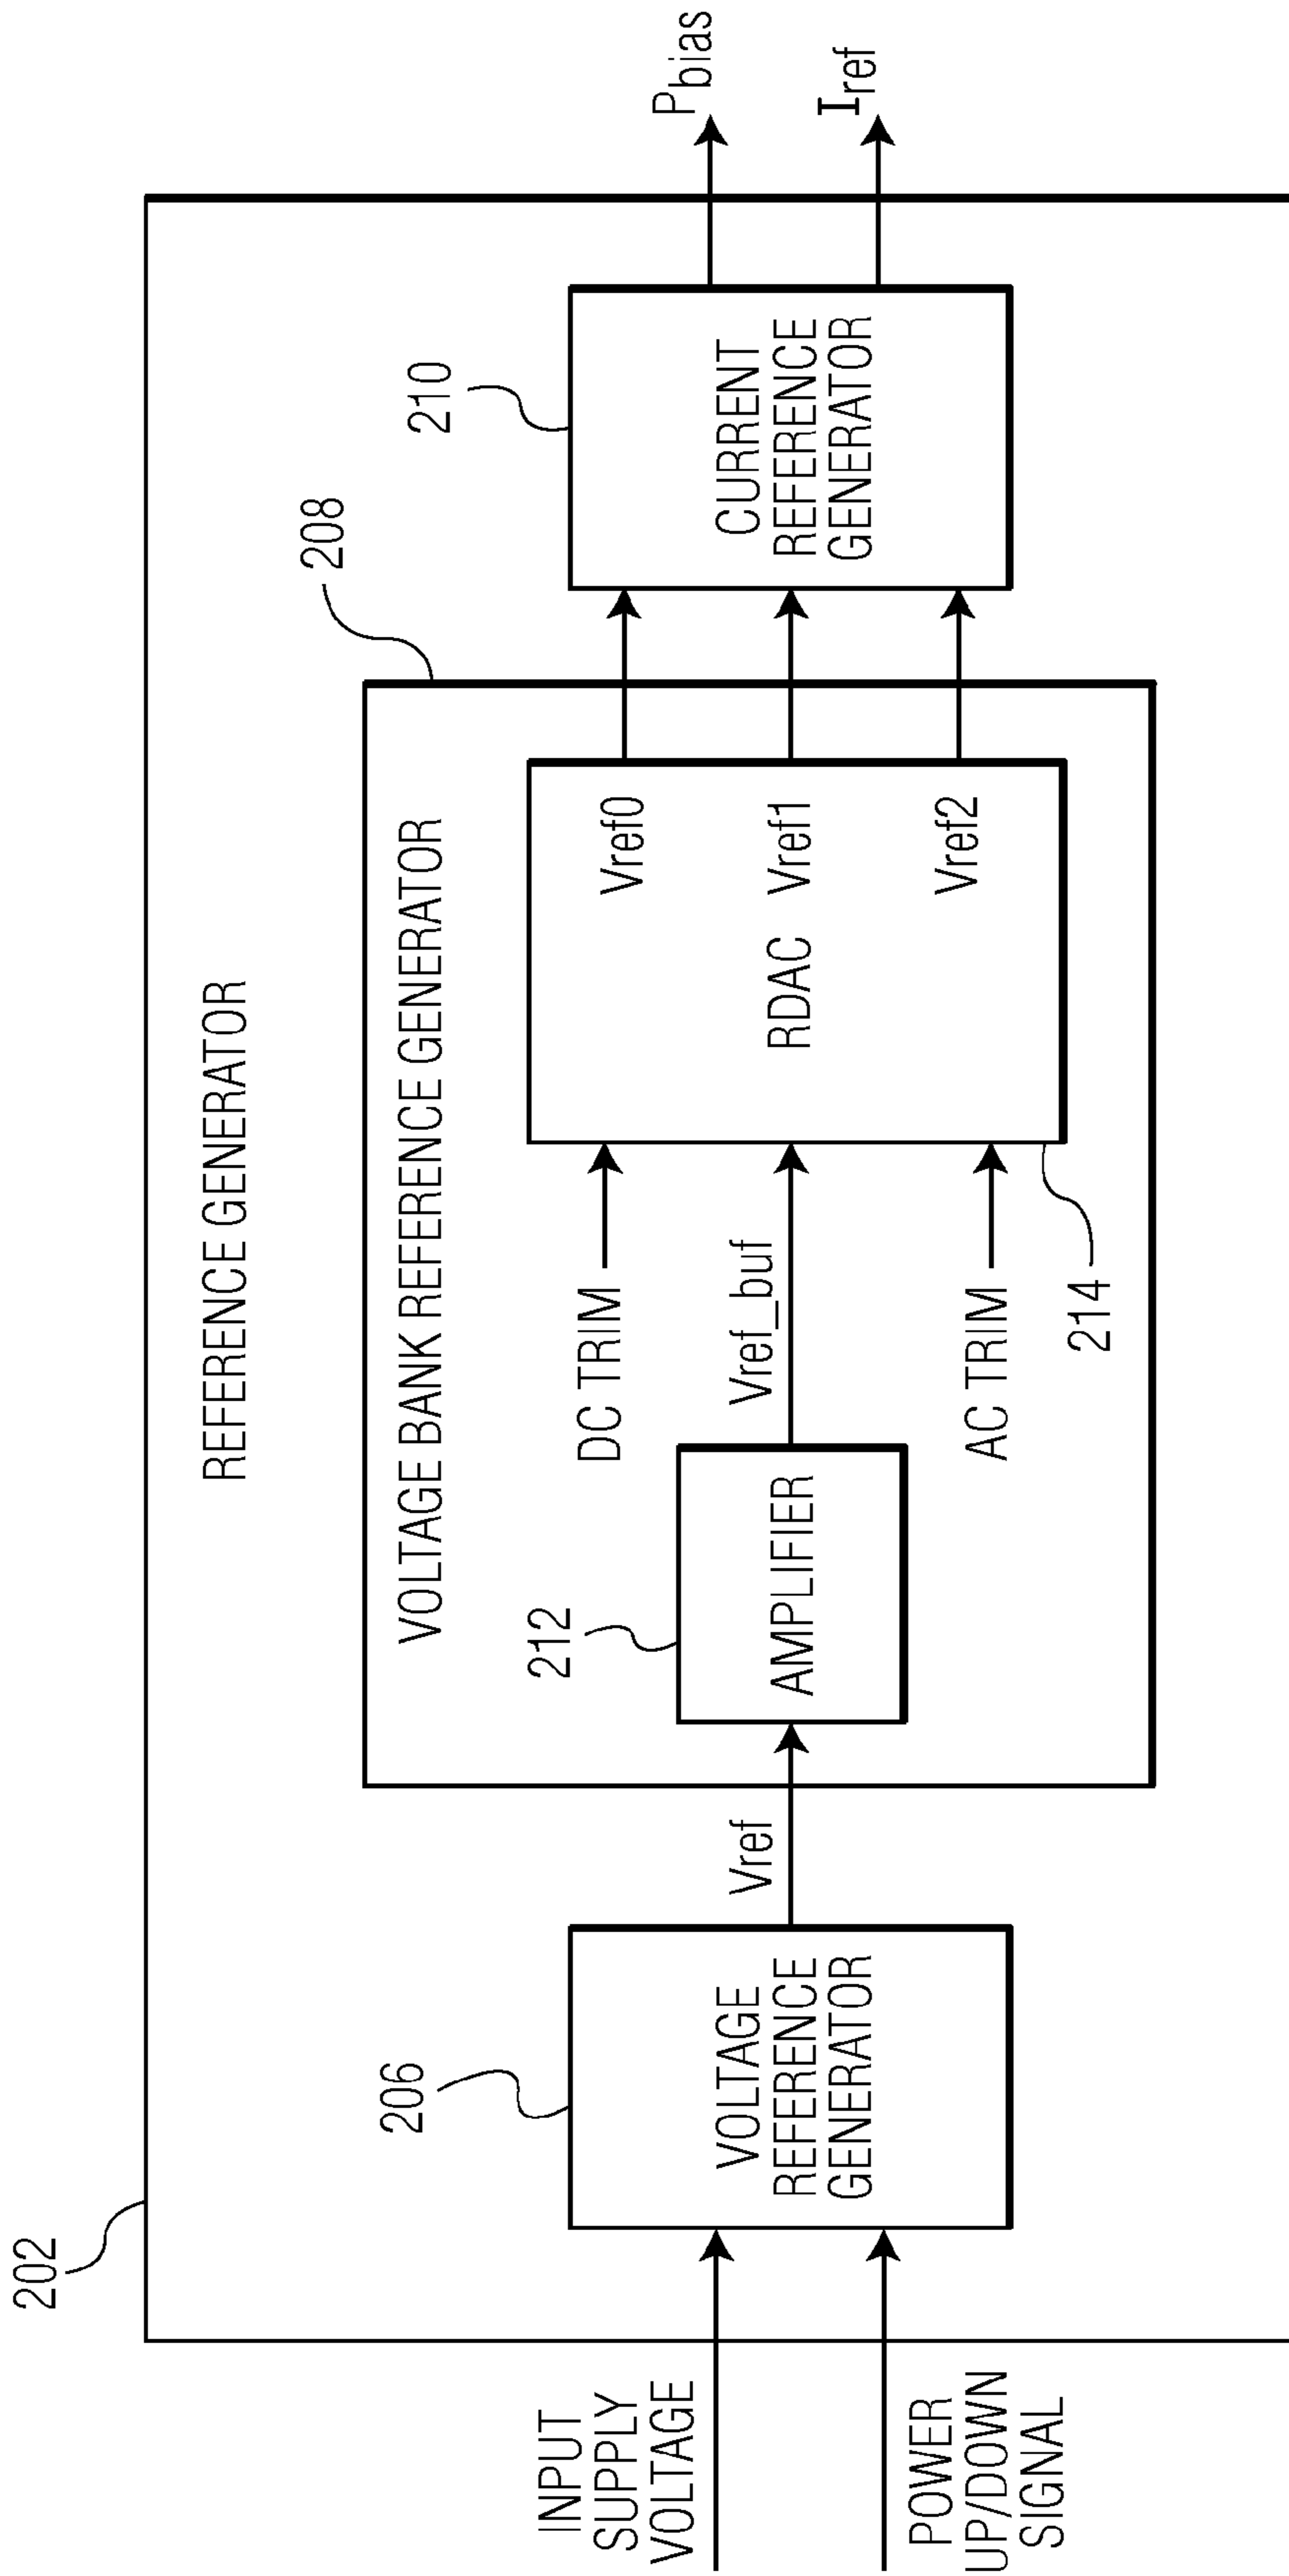 202
REFERENCE GENERATOR
INPUT
SUPPLY
VOLTAGE
POWER
UP/DOWN
SIGNAL
206
VOLTAGE
REFERENCE
GENERATOR
Vref
208
VOLTAGE BANK REFERENCE GENERATOR
212
AMPLIFIER
DC TRIM
Vref_buf
AC TRIM
214
RDAC
Vref0
Vref1
Vref2
210
CURRENT
REFERENCE
GENERATOR
Pbias
Iref